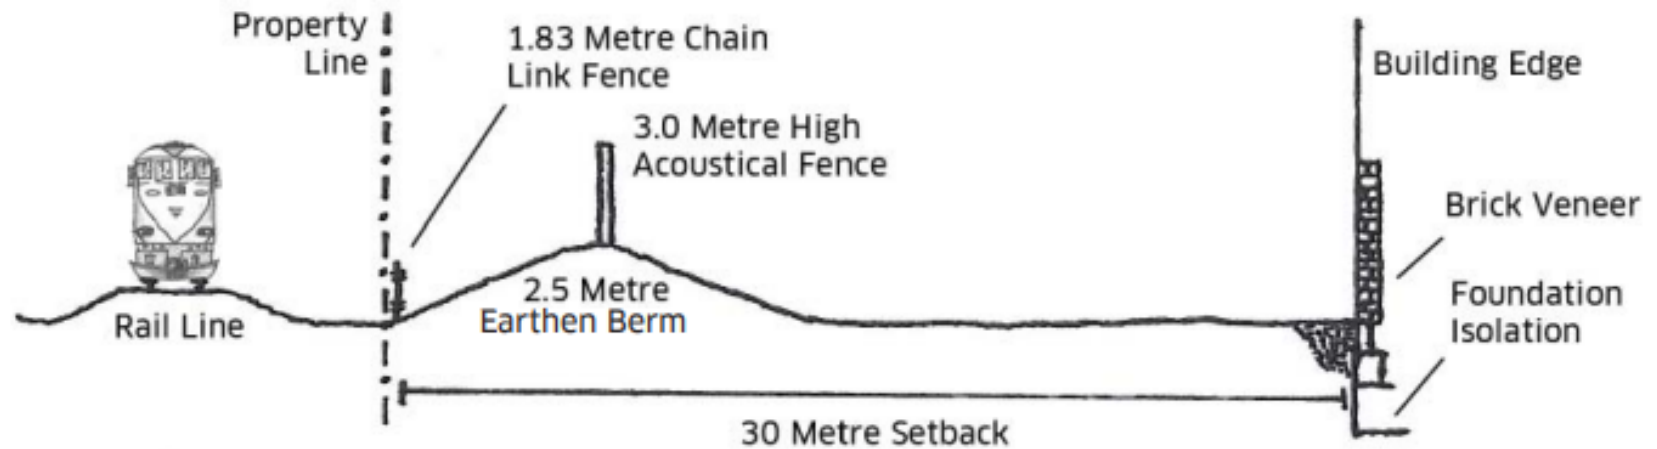 Property
Line
1.83 Metre Chain
Link Fence
Building Edge
3.0 Metre High
Acoustical Fence
Brick Veneer
2.5 Metre
Earthen Berm
Rail Line
Foundation
Isolation
30 Metre Setback